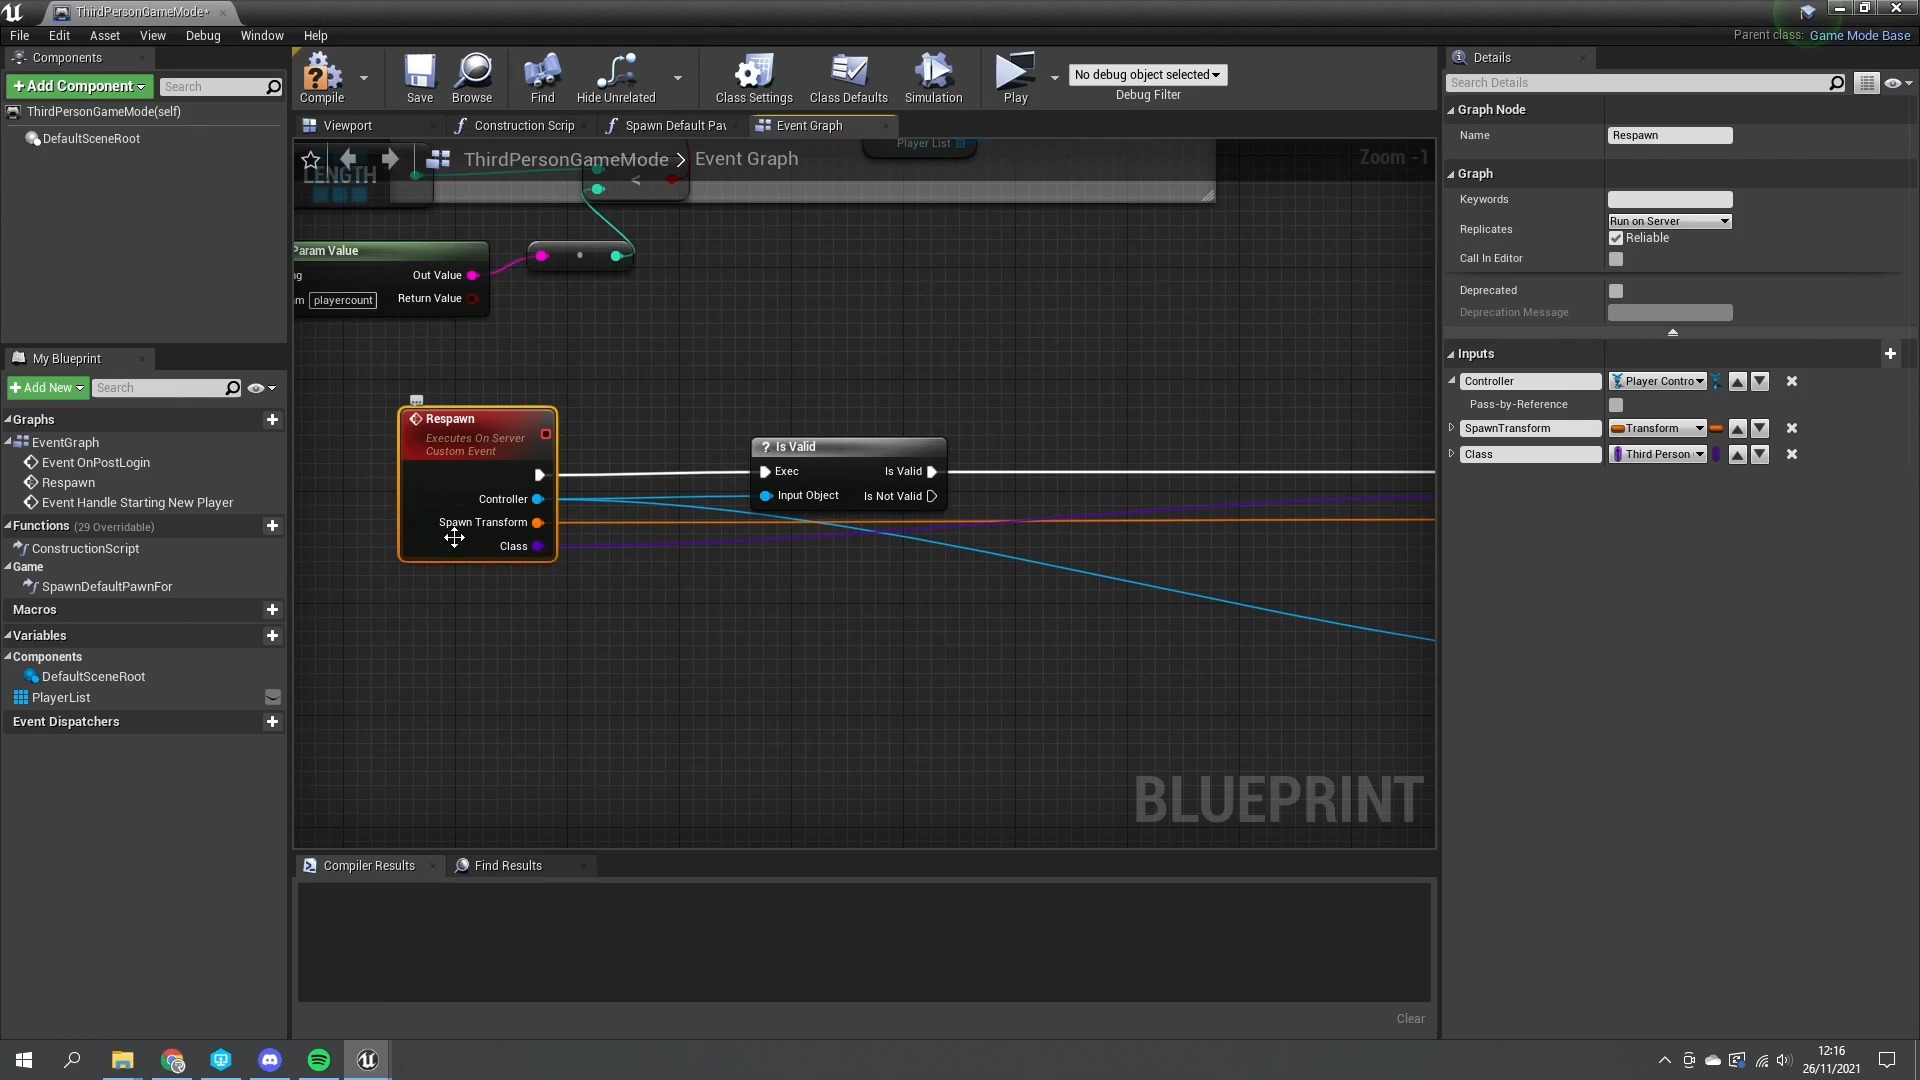 ThirdPersonGameMode*
File Edit Asset View Debug Window Help
Parent class: Game Mode Base
Components
+Add Component
Search
ThirdPersonGameMode(self)
DefaultSceneRoot
Compile
Save
Browse
Find
Hide Unrelated
Class Settings
Class Defaults
Simulation
Play
No debug object selected
Debug Filter
Viewport
Construction Scrip
Spawn Default Pav
Event Graph
ThirdPersonGameMode > Event Graph
Zoom -1
Player List
LENGTH
<
Param Value
ng
Out Value
m playercount
Return Value
Respawn
Executes On Server
Custom Event
Controller
Spawn Transform
Class
? Is Valid
Exec
Is Valid
Input Object
Is Not Valid
BLUEPRINT
My Blueprint
+Add New
Search
Graphs
EventGraph
Event OnPostLogin
Respawn
Event Handle Starting New Player
Functions (29 Overridable)
ConstructionScript
Game
SpawnDefaultPawnFor
Macros
Variables
Components
DefaultSceneRoot
PlayerList
Event Dispatchers
Compiler Results
Find Results
Clear
Details
Search Details
Graph Node
Name Respawn
Graph
Keywords
Replicates Run on Server
Reliable
Call In Editor
Deprecated
Deprecation Message
Inputs
Controller Player Contro
Pass-by-Reference
SpawnTransform Transform
Class Third Person
12:16
26/11/2021